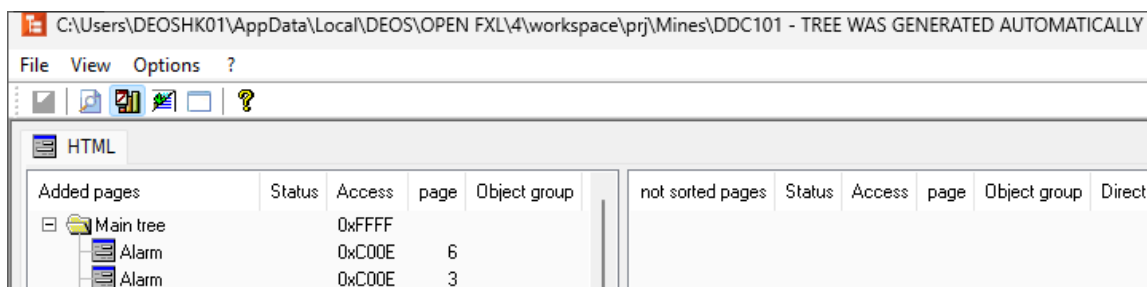 C:\Users\DEOSHK01\AppData\Local\DEOS\OPEN FXL\4\workspace\prj\Mines\DDC101 - TREE WAS GENERATED AUTOMATICALLY
File View Options ?
HTML
Added pages Status Access page Object group not sorted pages Status Access page Object group Direct
Main tree 0xFFFF
Alarm 0xC00E 6
Alarm 0xC00E 3